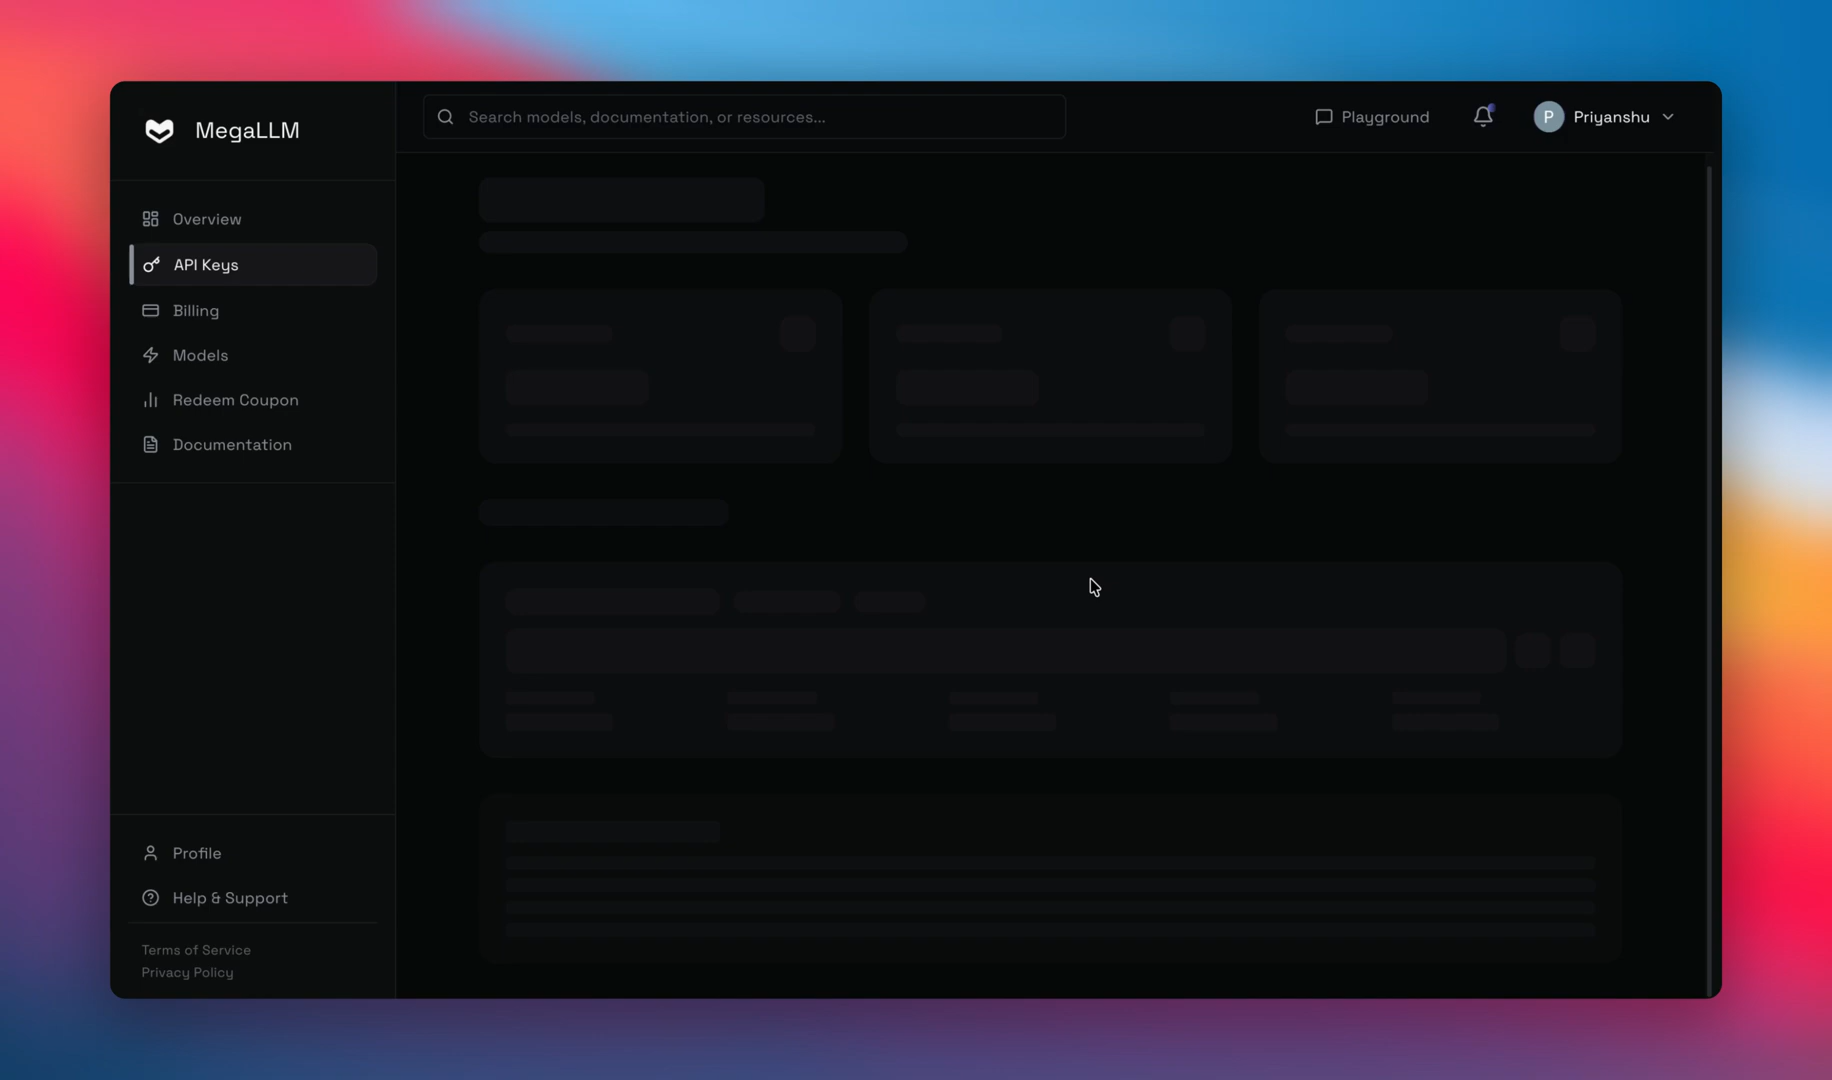 MegaLLM
Search models, documentation, or resources...
Playground
P
Priyanshu
Overview
API Keys
Billing
Models
Redeem Coupon
Documentation
Profile
Help & Support
Terms of Service
Privacy Policy